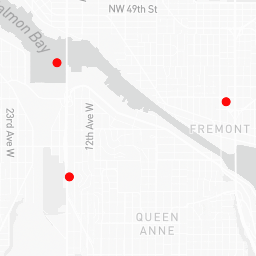 NW 49th St
Salmon Bay
23rd Ave W
12th Ave W
FREMONT
QUEEN
ANNE